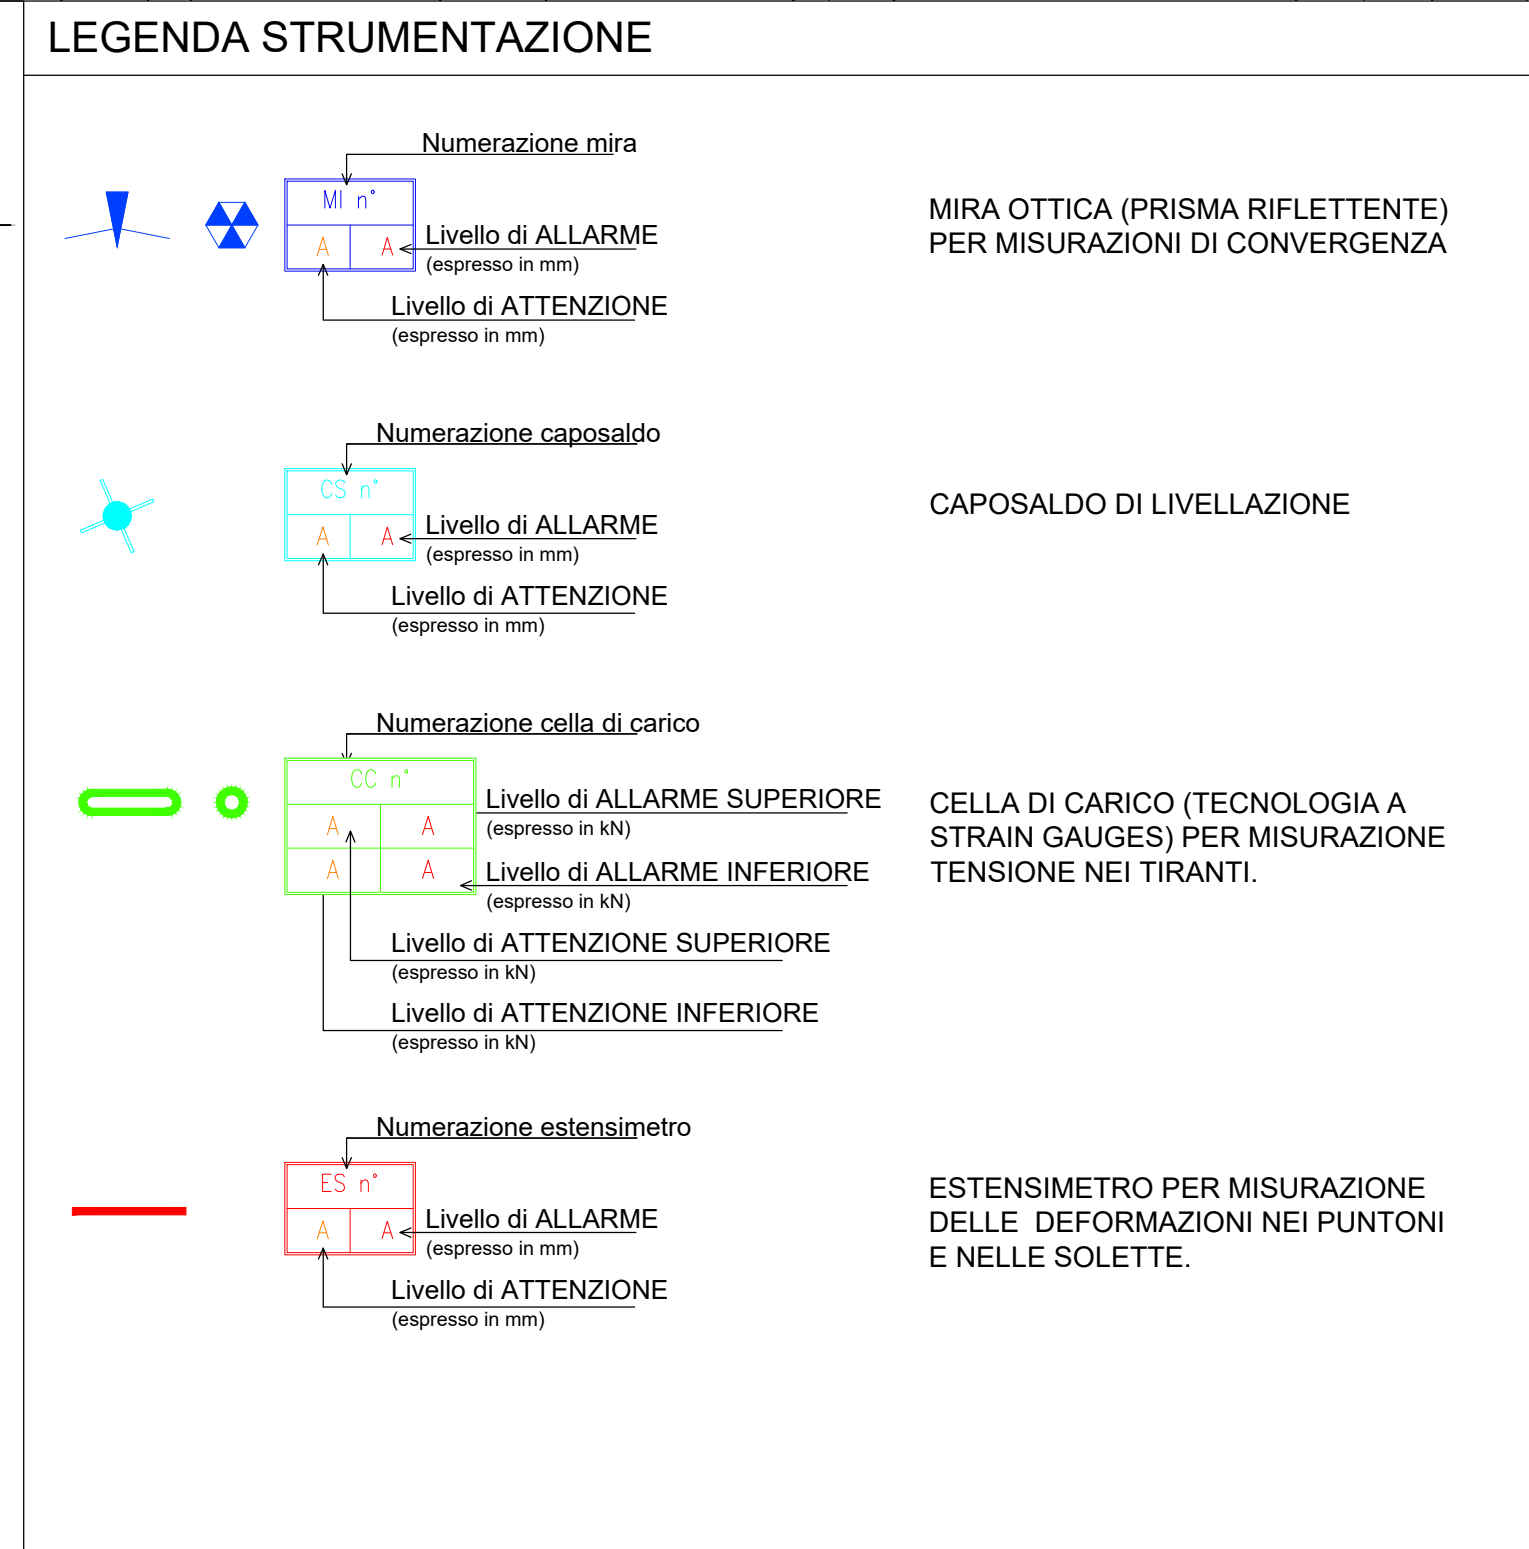 LEGENDA STRUMENTAZIONE
Numerazione mira
MI n°
A A
Livello di ALLARME
(espresso in mm)
Livello di ATTENZIONE
(espresso in mm)
MIRA OTTICA (PRISMA RIFLETTENTE)
PER MISURAZIONI DI CONVERGENZA
Numerazione caposaldo
CS n°
A A
Livello di ALLARME
(espresso in mm)
Livello di ATTENZIONE
(espresso in mm)
CAPOSALDO DI LIVELLAZIONE
Numerazione cella di carico
CC n°
A A
A A
Livello di ALLARME SUPERIORE
(espresso in kN)
Livello di ALLARME INFERIORE
(espresso in kN)
Livello di ATTENZIONE SUPERIORE
(espresso in kN)
Livello di ATTENZIONE INFERIORE
(espresso in kN)
CELLA DI CARICO (TECNOLOGIA A
STRAIN GAUGES) PER MISURAZIONE
TENSIONE NEI TIRANTI.
Numerazione estensimetro
ES n°
A A
Livello di ALLARME
(espresso in mm)
Livello di ATTENZIONE
(espresso in mm)
ESTENSIMETRO PER MISURAZIONE
DELLE DEFORMAZIONI NEI PUNTONI
E NELLE SOLETTE.